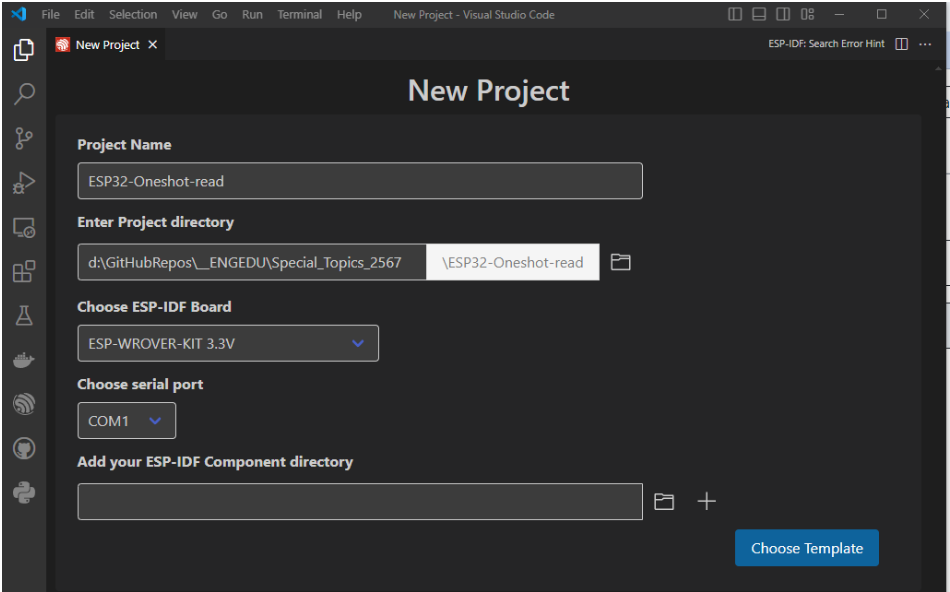 File Edit Selection View Go Run Terminal Help New Project - Visual Studio Code
New Project ESP-IDF: Search Error Hint
New Project
Project Name
ESP32-Oneshot-read
Enter Project directory
d:\GitHubRepos\__ENGEDU\Special_Topics_2567 \ESP32-Oneshot-read
Choose ESP-IDF Board
ESP-WROVER-KIT 3.3V
Choose serial port
COM1
Add your ESP-IDF Component directory
Choose Template